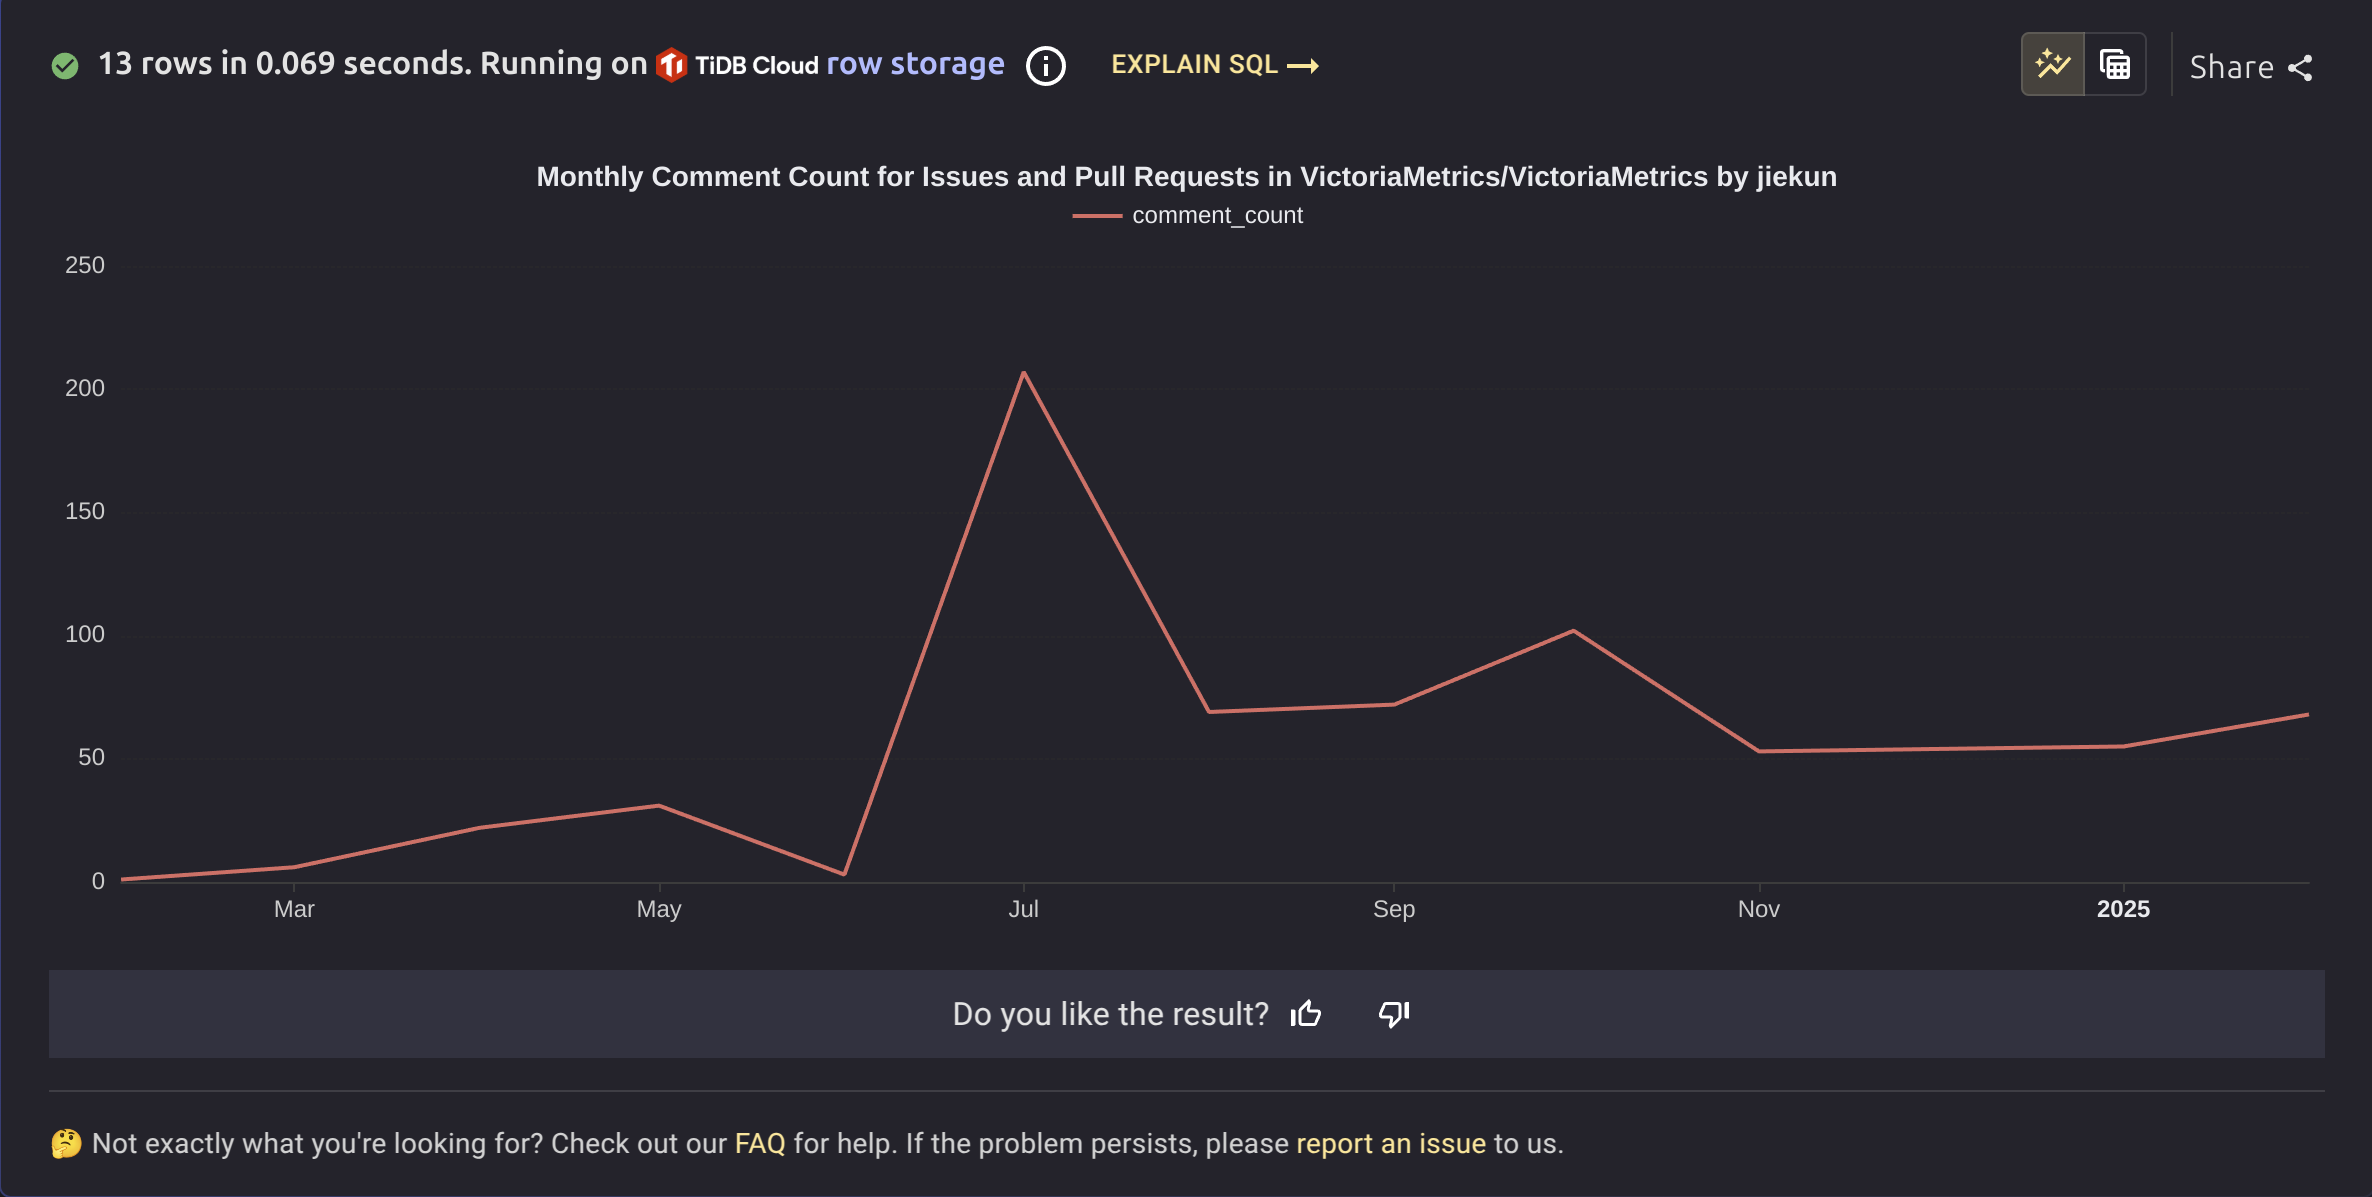 13 rows in 0.069 seconds. Running on TiDB Cloud row storage EXPLAIN SQL → Share
Monthly Comment Count for Issues and Pull Requests in VictoriaMetrics/VictoriaMetrics by jiekun
comment_count
250
200
150
100
50
0
Mar May Jul Sep Nov 2025
Do you like the result?
🤔 Not exactly what you're looking for? Check out our FAQ for help. If the problem persists, please report an issue to us.